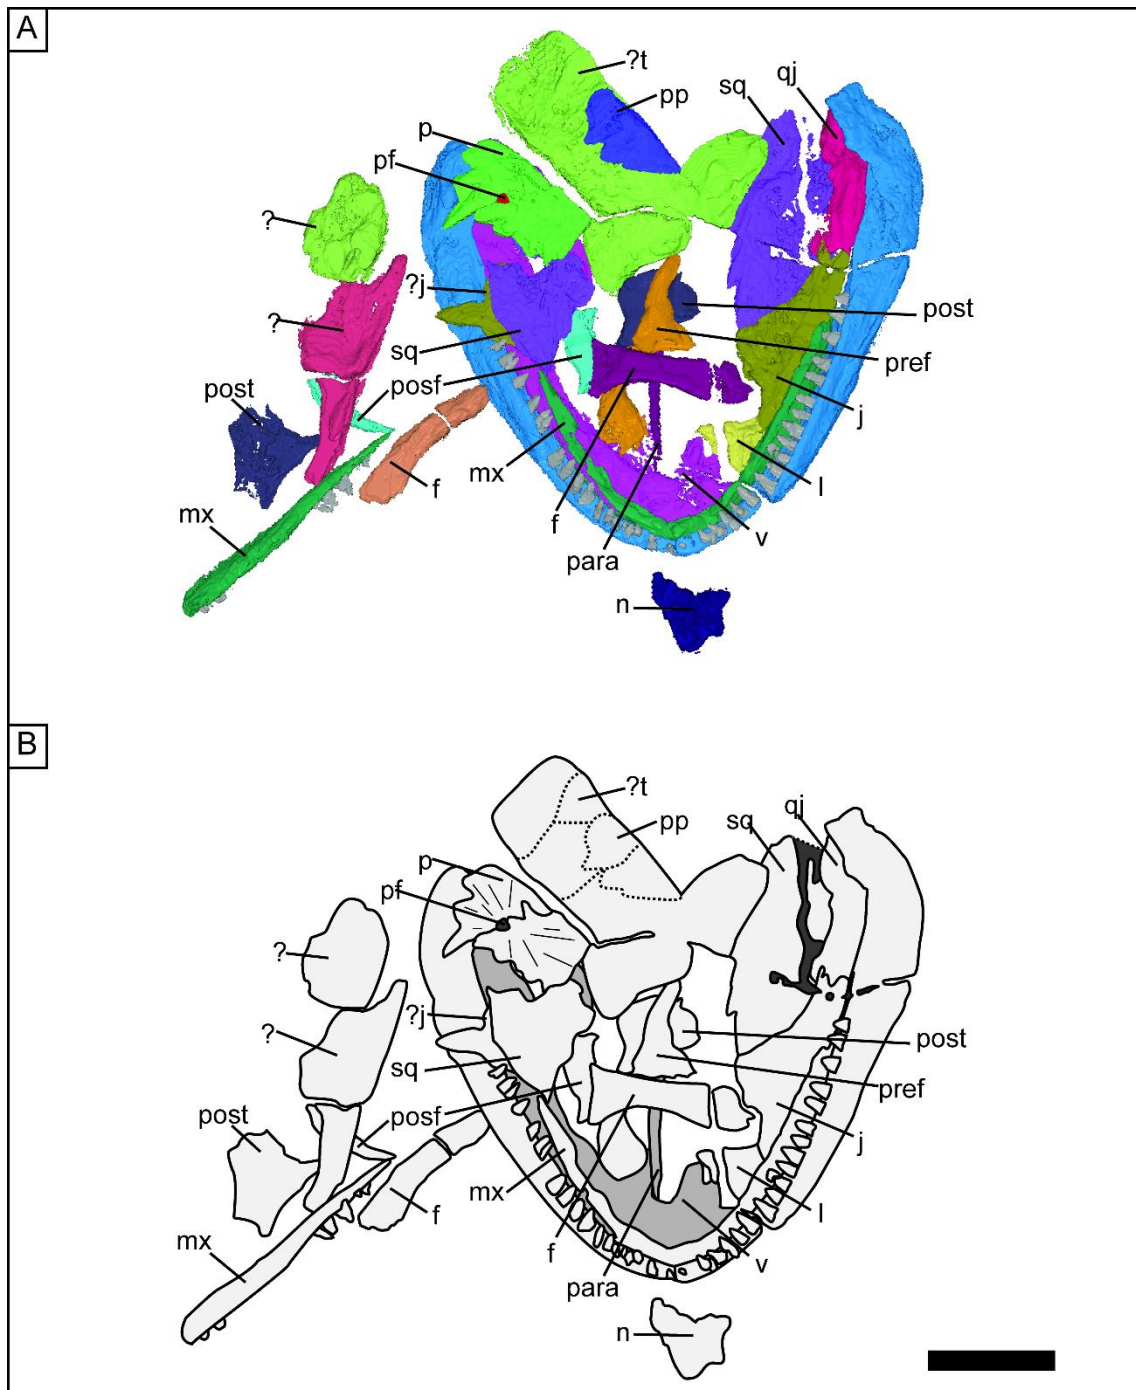 A
?t
pp
sq
qj
p
pf
?
?j
?
post
sq
pref
posf
post
j
mx
f
l
mx
f
v
para
n
B
?t
pp
sq
qj
p
pf
?
?j
?
post
sq
pref
post
posf
j
mx
f
l
mx
f
v
para
n